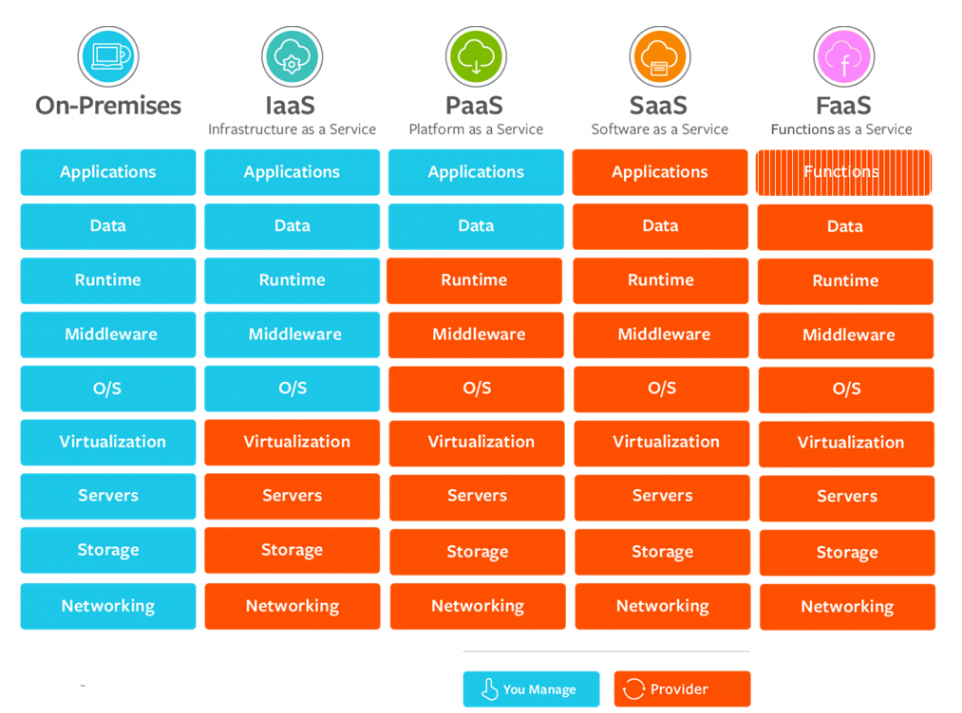 On-Premises
IaaS
Infrastructure as a Service
PaaS
Platform as a Service
SaaS
Software as a Service
f
FaaS
Functions as a Service
Applications
Applications
Applications
Applications
Functions
Data
Data
Data
Data
Data
Runtime
Runtime
Runtime
Runtime
Runtime
Middleware
Middleware
Middleware
Middleware
Middleware
O/S
O/S
O/S
O/S
O/S
Virtualization
Virtualization
Virtualization
Virtualization
Virtualization
Servers
Servers
Servers
Servers
Servers
Storage
Storage
Storage
Storage
Storage
Networking
Networking
Networking
Networking
Networking
You Manage
Provider